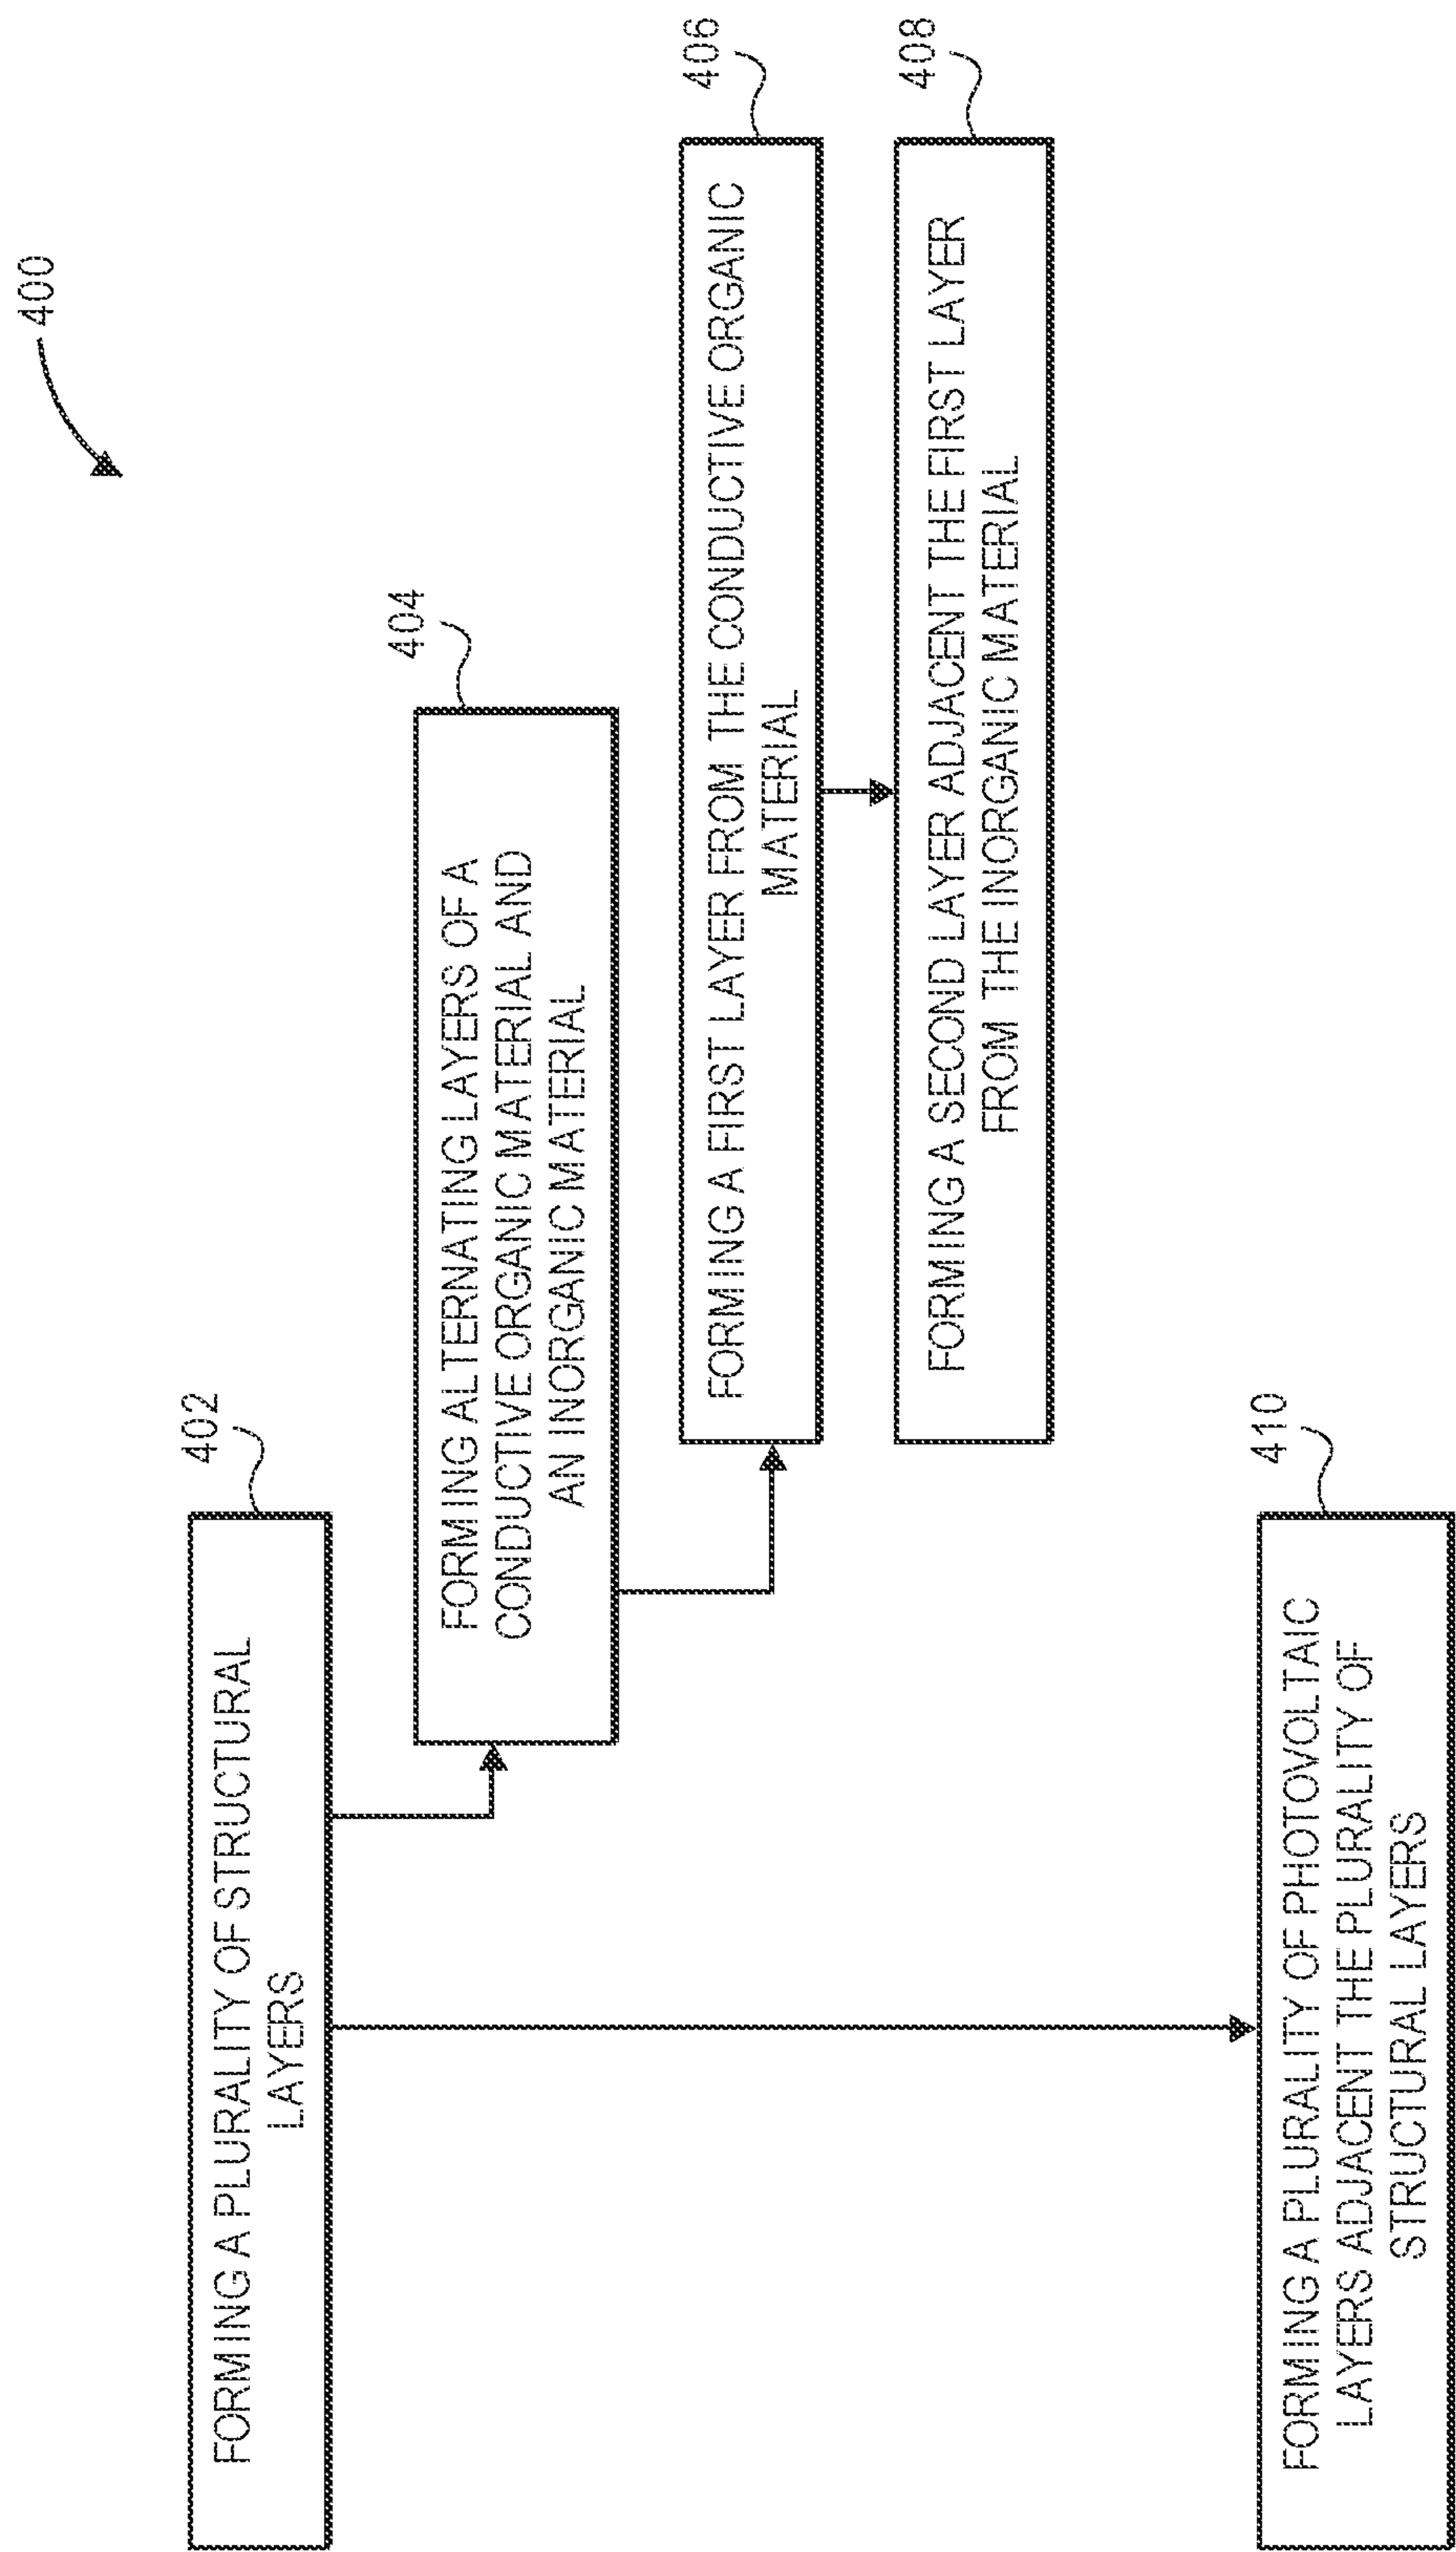 400
402
FORMING A PLURALITY OF STRUCTURAL
LAYERS
404
FORMING ALTERNATING LAYERS OF A
CONDUCTIVE ORGANIC MATERIAL AND
AN INORGANIC MATERIAL
406
FORMING A FIRST LAYER FROM THE CONDUCTIVE ORGANIC
MATERIAL
408
FORMING A SECOND LAYER ADJACENT THE FIRST LAYER
FROM THE INORGANIC MATERIAL
410
FORMING A PLURALITY OF PHOTOVOLTAIC
LAYERS ADJACENT THE PLURALITY OF
STRUCTURAL LAYERS